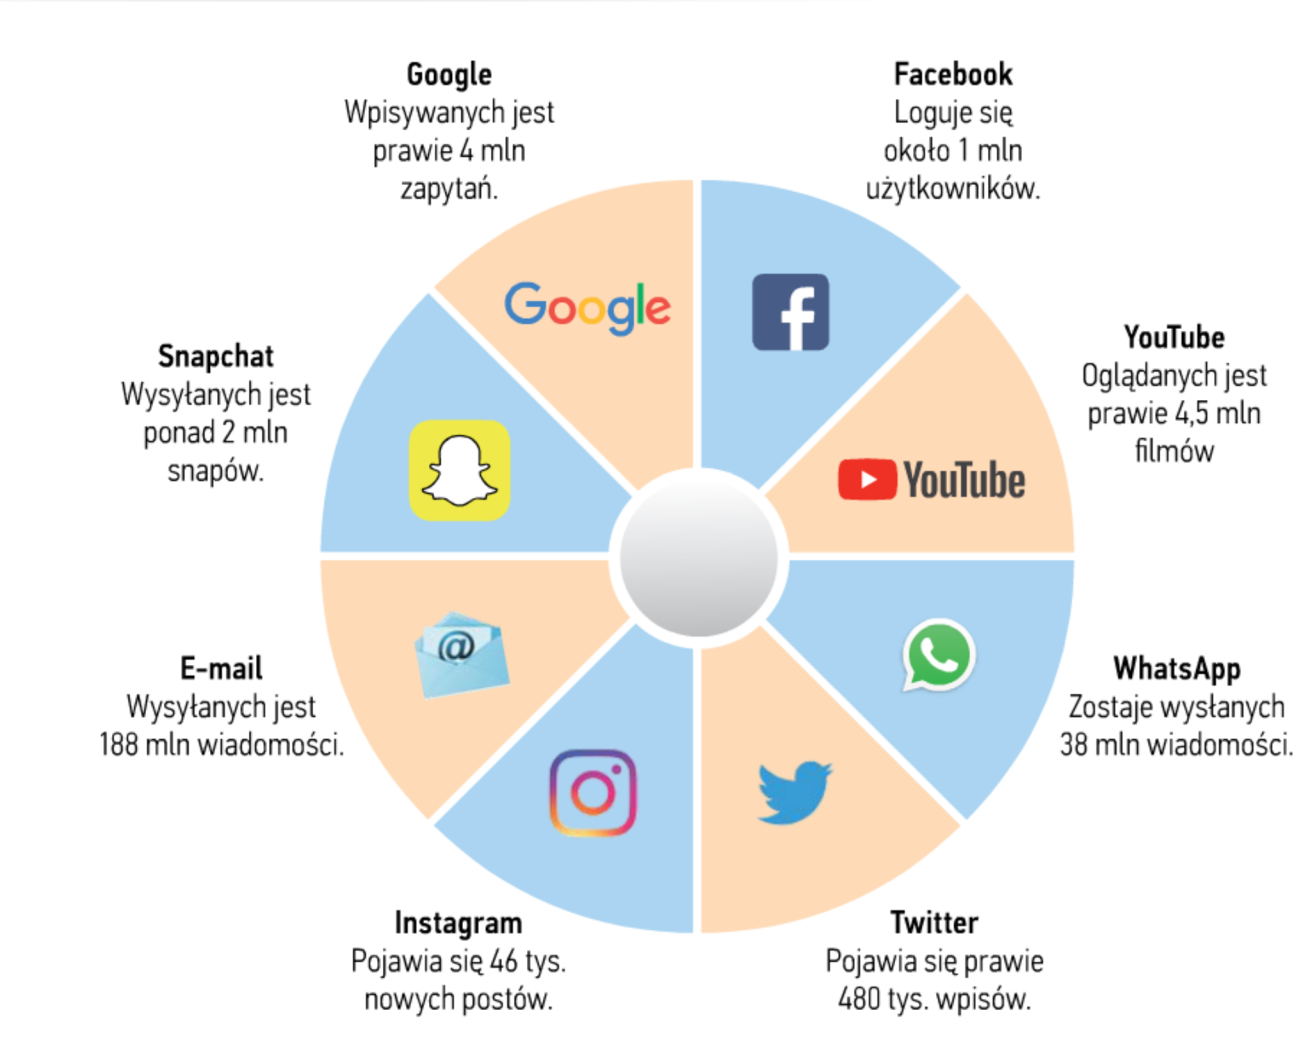 Google
Wpisywanych jest
prawie 4 mln
zapytań.
Facebook
Loguje się
około 1 mln
użytkowników.
Google
f
Snapchat
Wysyłanych jest
ponad 2 mln
snapów.
YouTube
Oglądanych jest
prawie 4,5 mln
filmów
YouTube
@
E-mail
Wysyłanych jest
188 mln wiadomości.
WhatsApp
Zostaje wysłanych
38 mln wiadomości.
Instagram
Pojawia się 46 tys.
nowych postów.
Twitter
Pojawia się prawie
480 tys. wpisów.